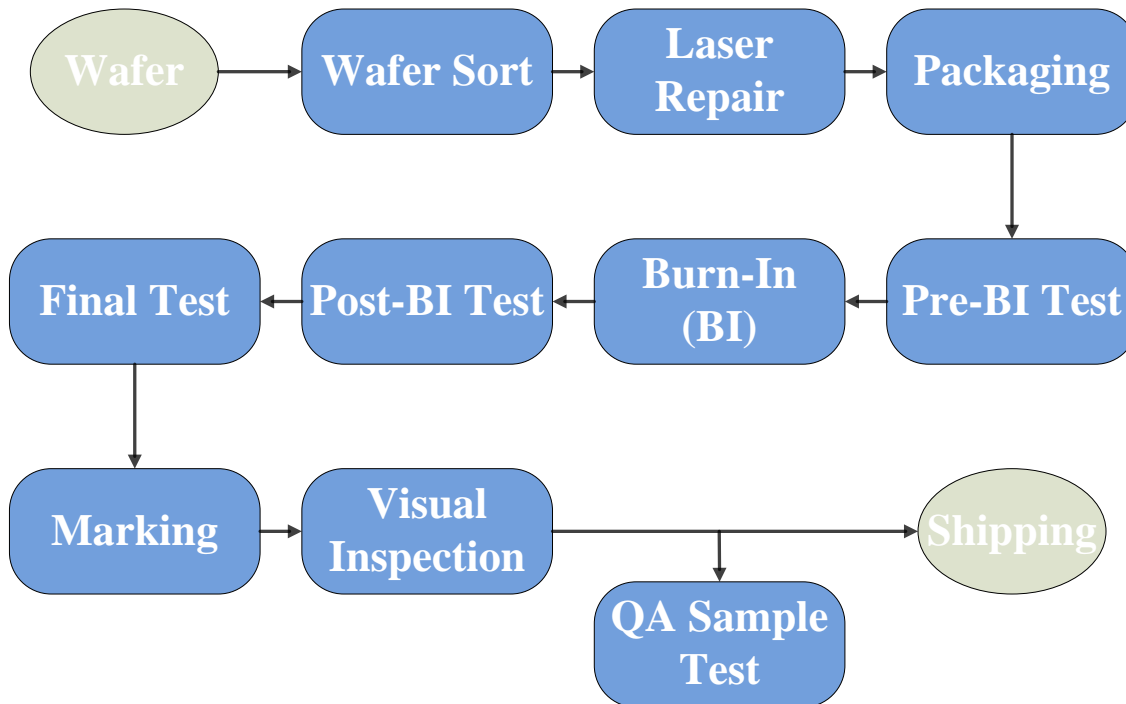 Wafer
Wafer Sort
Laser
Repair
Packaging
Final Test
Post-BI Test
Burn-In
(BI)
Pre-BI Test
Marking
Visual
Inspection
Shipping
QA Sample
Test